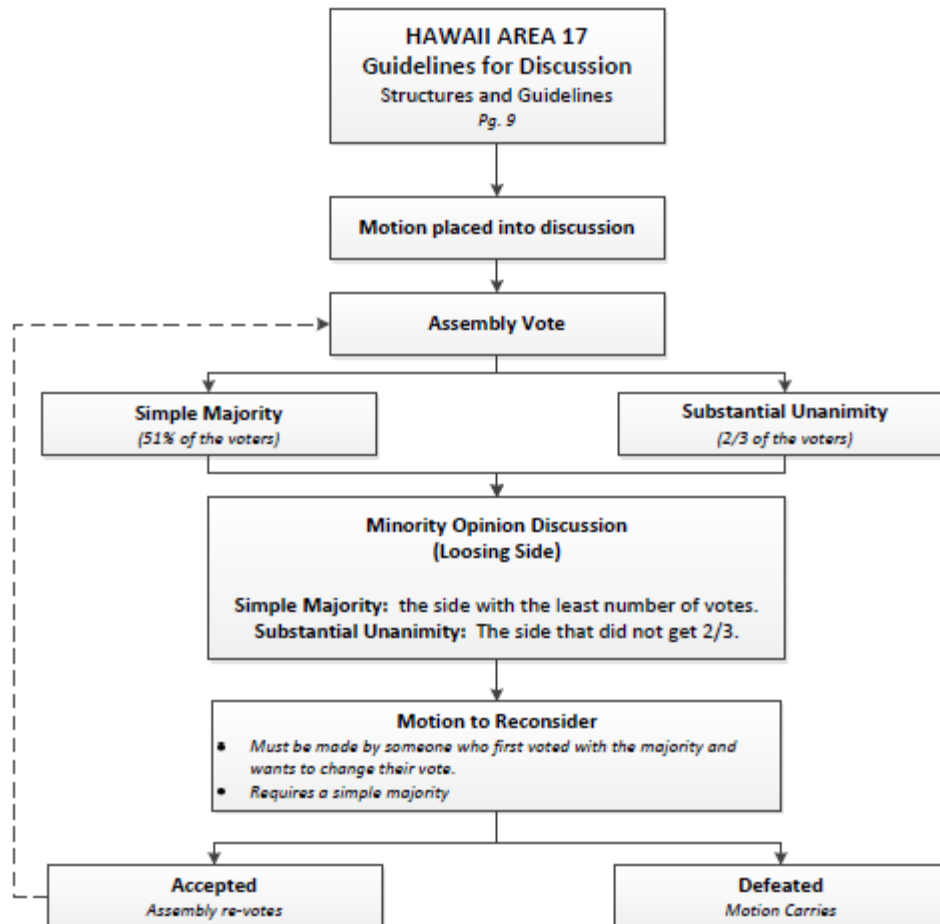 HAWAII AREA 17
Guidelines for Discussion
Structures and Guidelines
Pg. 9
Motion placed into discussion
Assembly Vote
Simple Majority
(51% of the voters)
Substantial Unanimity
(2/3 of the voters)
Minority Opinion Discussion
(Loosing Side)
Simple Majority: the side with the least number of votes.
Substantial Unanimity: The side that did not get 2/3.
Motion to Reconsider
• Must be made by someone who first voted with the majority and
wants to change their vote.
• Requires a simple majority
Accepted
Assembly re-votes
Defeated
Motion Carries